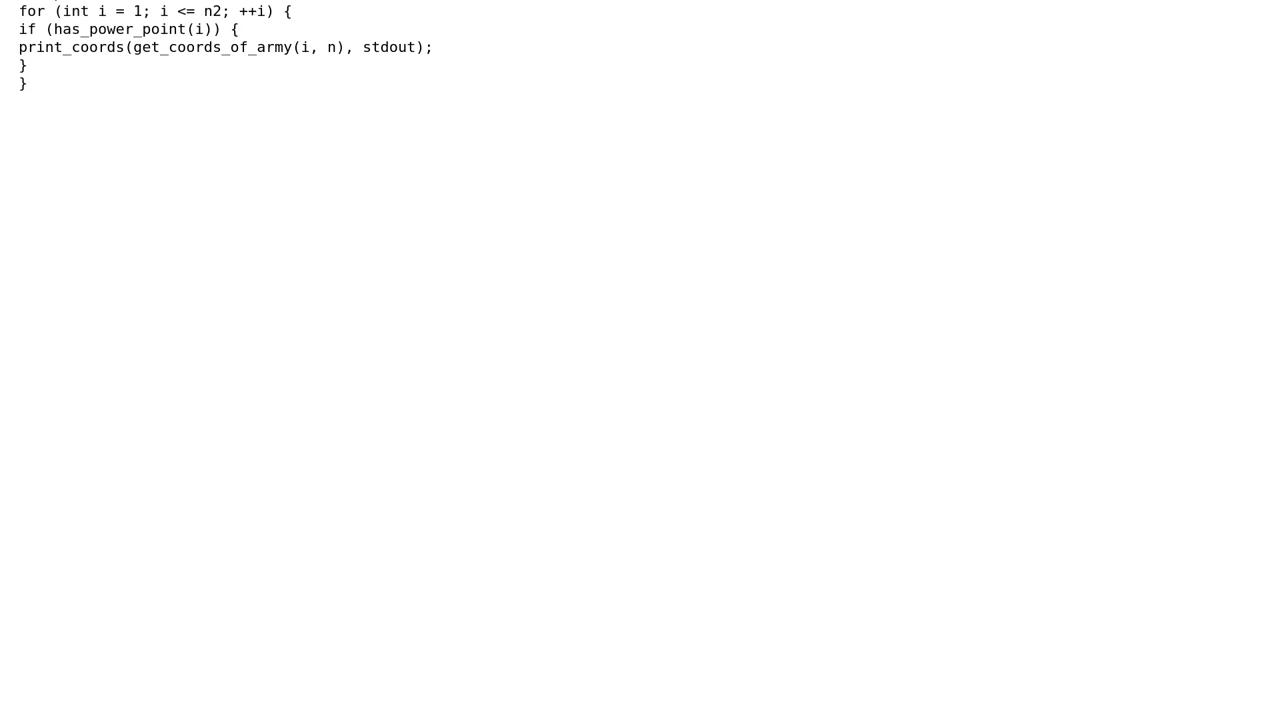 for (int i = 1; i <= n2; ++i) {
if (has_power_point(i)) {
print_coords(get_coords_of_army(i, n), stdout);
}
}